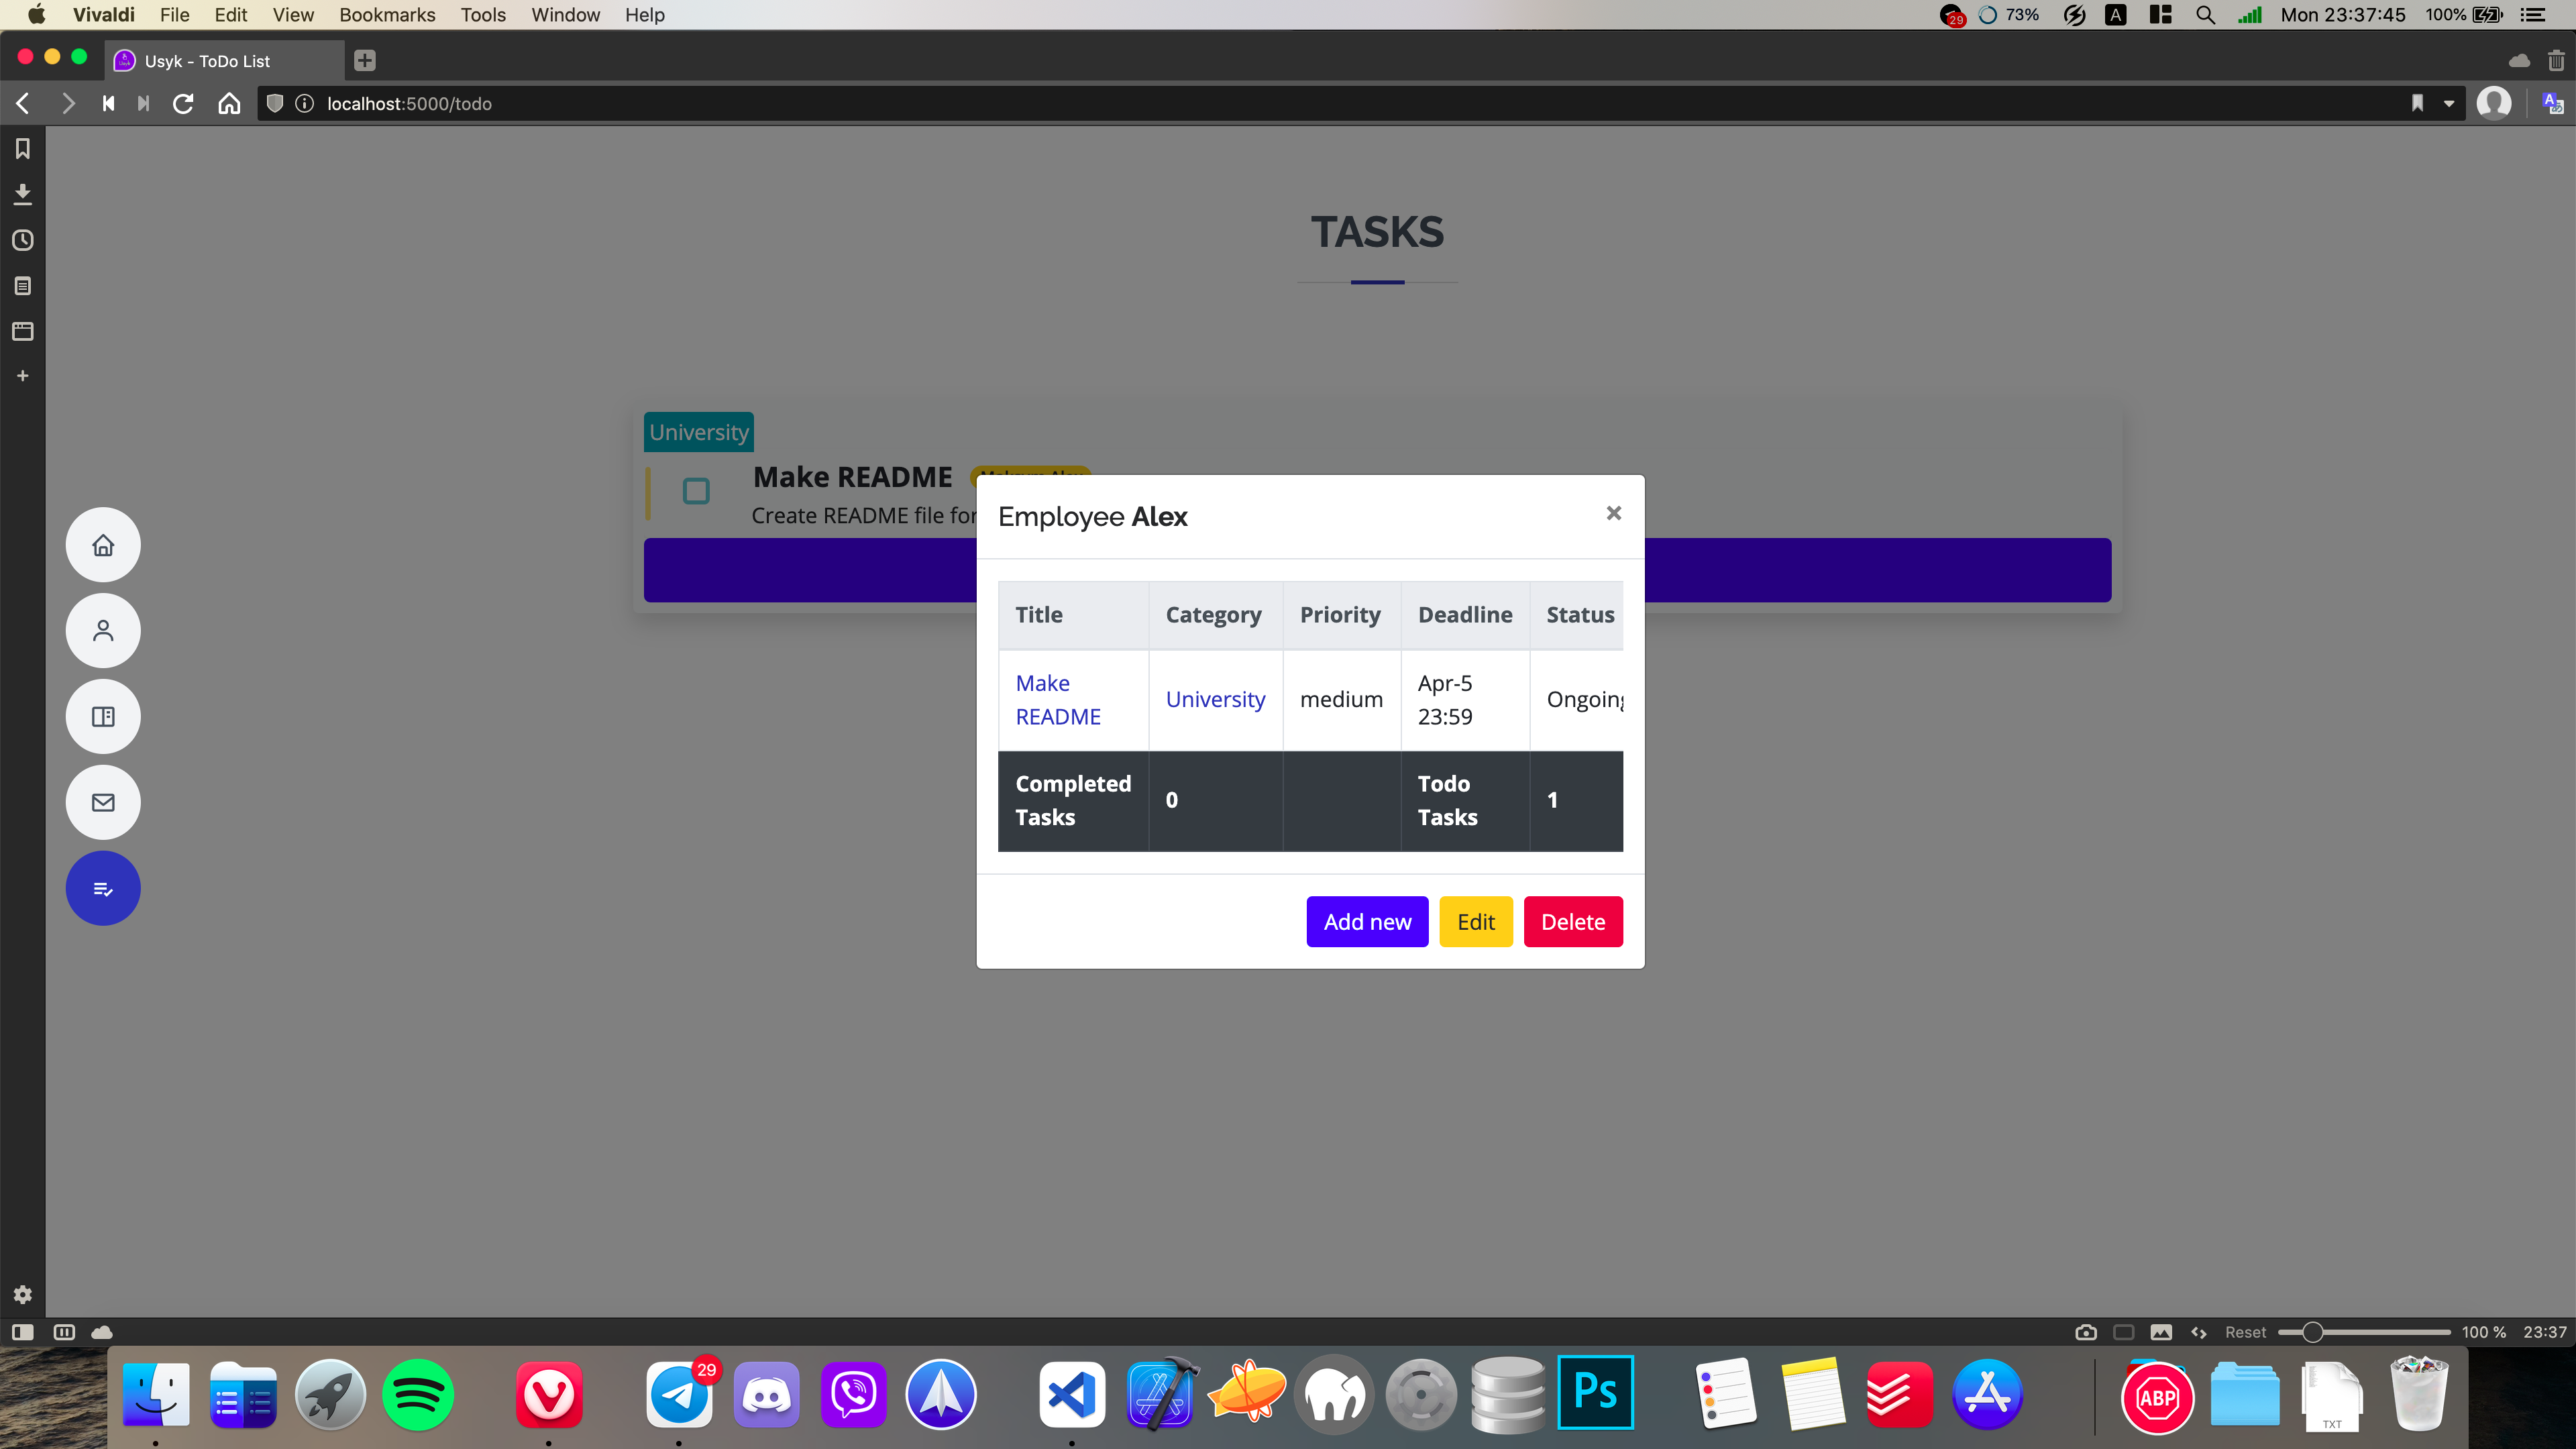 Vivaldi File Edit View Bookmarks Tools Window Help
29 73% A Mon 23:37:45 100%
Usyk - ToDo List
localhost:5000/todo
TASKS
University
Make README
Create README file for
Employee Alex
Title Category Priority Deadline Status
Make README University medium Apr-5 23:59 Ongoing
Completed Tasks 0 Todo Tasks 1
Add new Edit Delete
Reset 100 % 23:37
29
Ps
ABP
TXT